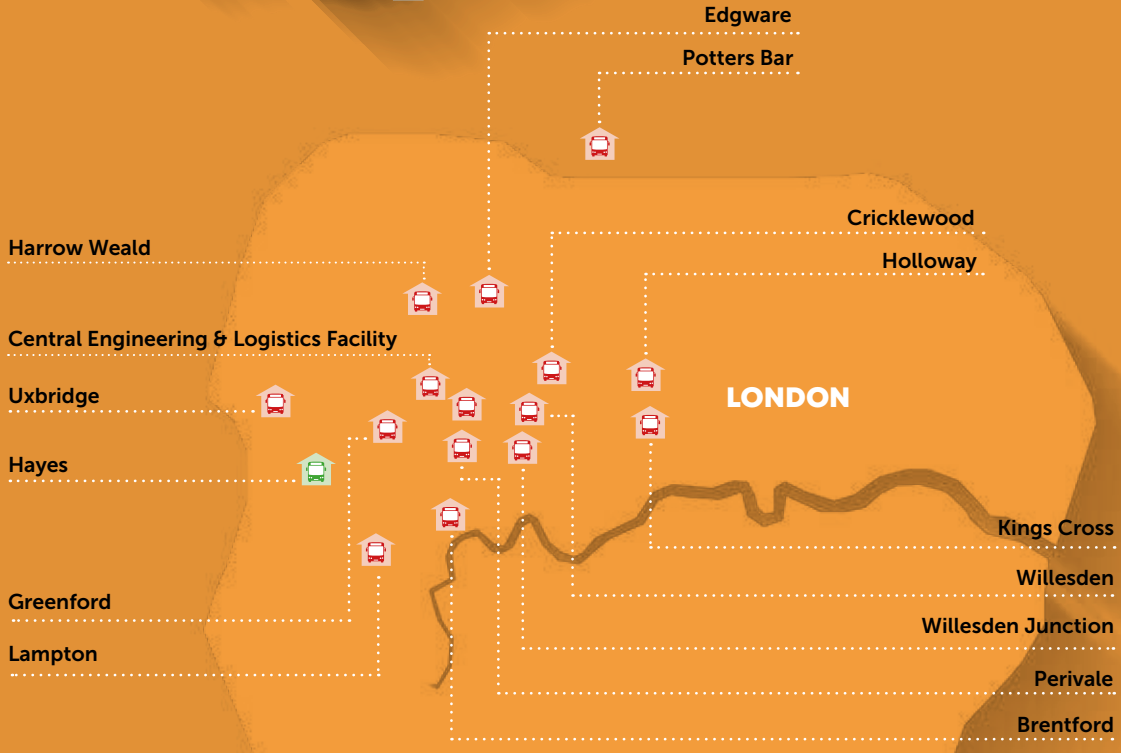 Edgware
Potters Bar
Cricklewood
Harrow Weald
Holloway
Central Engineering & Logistics Facility
Uxbridge
LONDON
Hayes
Kings Cross
Willesden
Greenford
Willesden Junction
Lampton
Perivale
Brentford